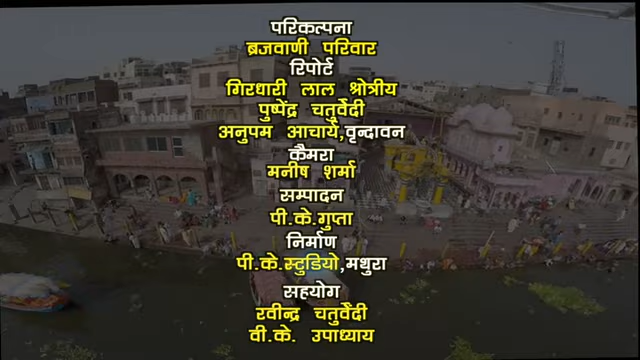 परिकल्पना
ब्रजवाणी परिवार
रिपोर्ट
गिरधारी लाल श्रोत्रीय
पुष्पेंद्र चतुर्वेदी
अनुपम आचार्य,वृन्दावन
कैमरा
मनीष शर्मा
सम्पादन
पी.के.गुप्ता
निर्माण
पी.के.स्टुडियो,मथुरा
सहयोग
रवीन्द्र चतुर्वेदी
वी.के. उपाध्याय